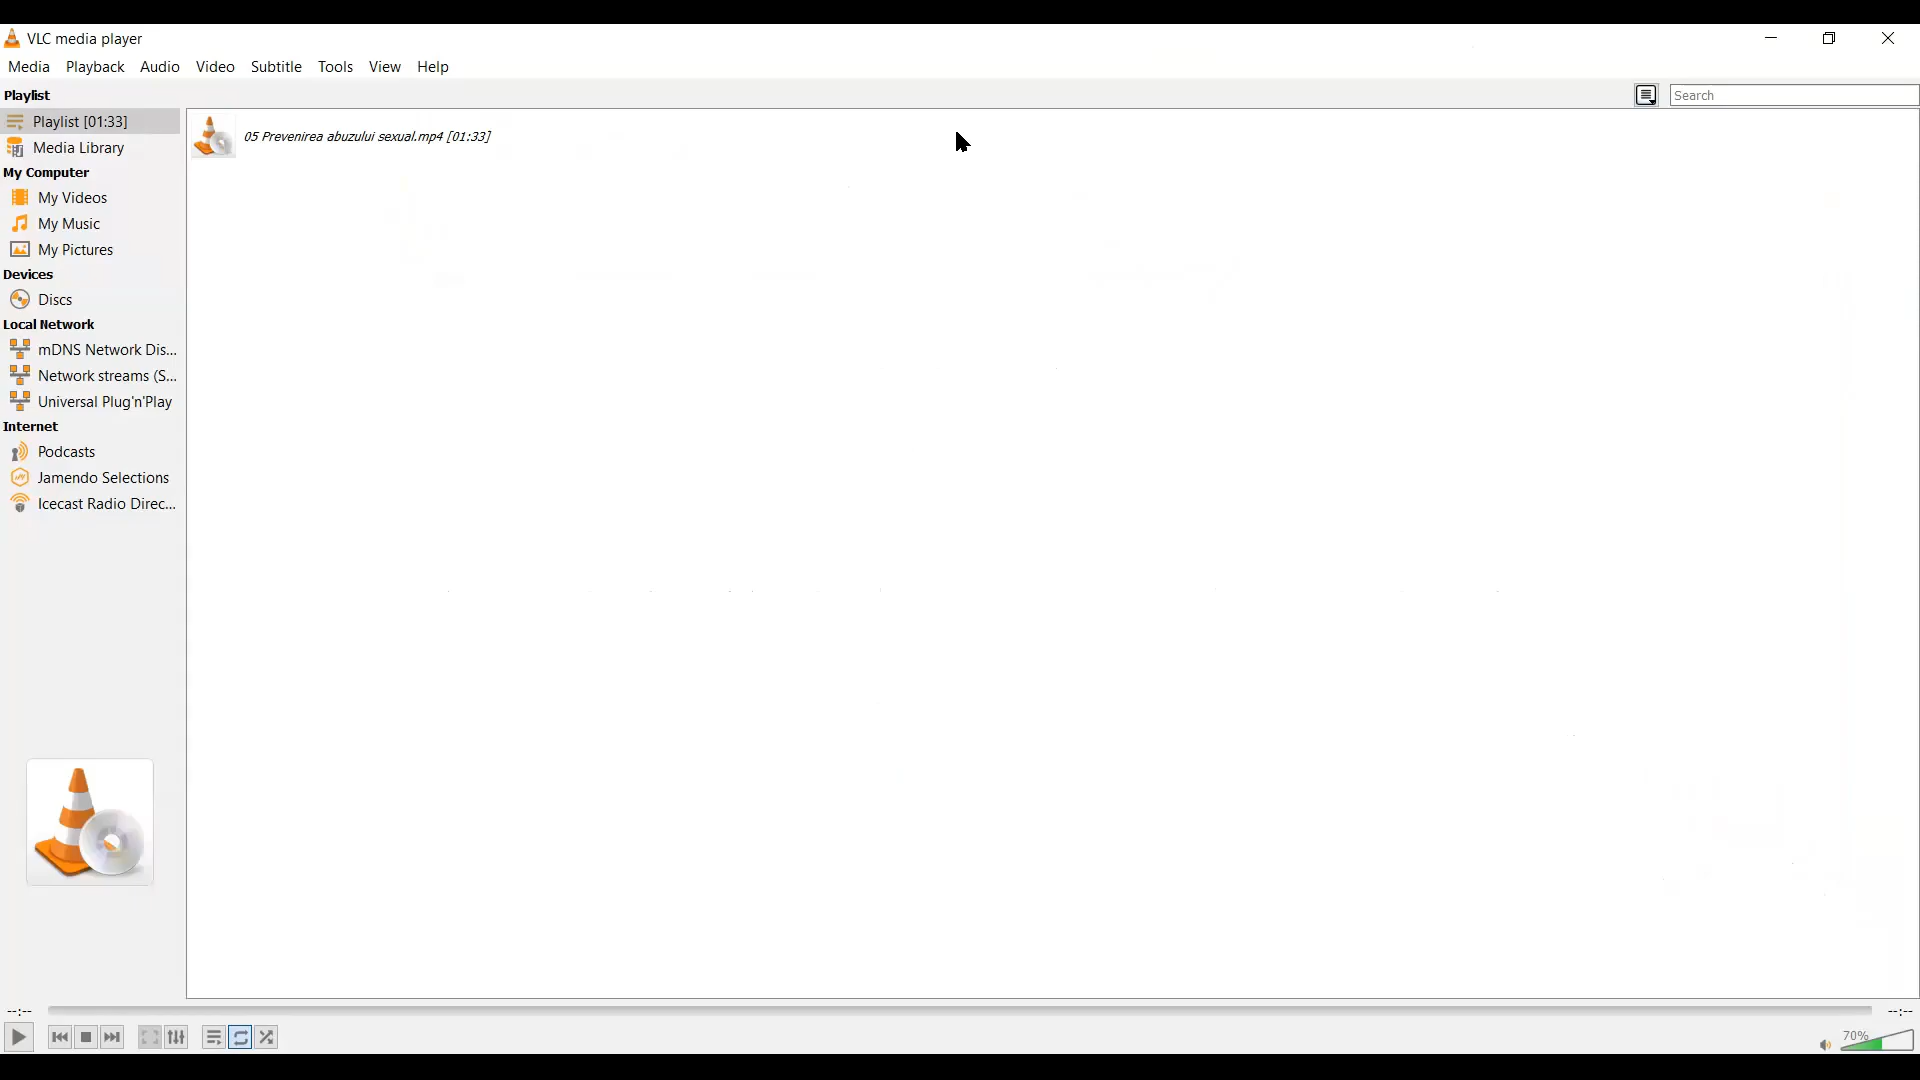 VLC media player
Media Playback Audio Video Subtitle Tools View Help
Playlist
Search
Playlist [01:33]
05 Prevenirea abuzului sexual.mp4 [01:33]
Media Library
My Computer
My Videos
My Music
My Pictures
Devices
Discs
Local Network
mDNS Network Dis...
Network streams (S...
Universal Plug'n'Play
Internet
Podcasts
Jamendo Selections
Icecast Radio Direc...
--:-- --:--
70%